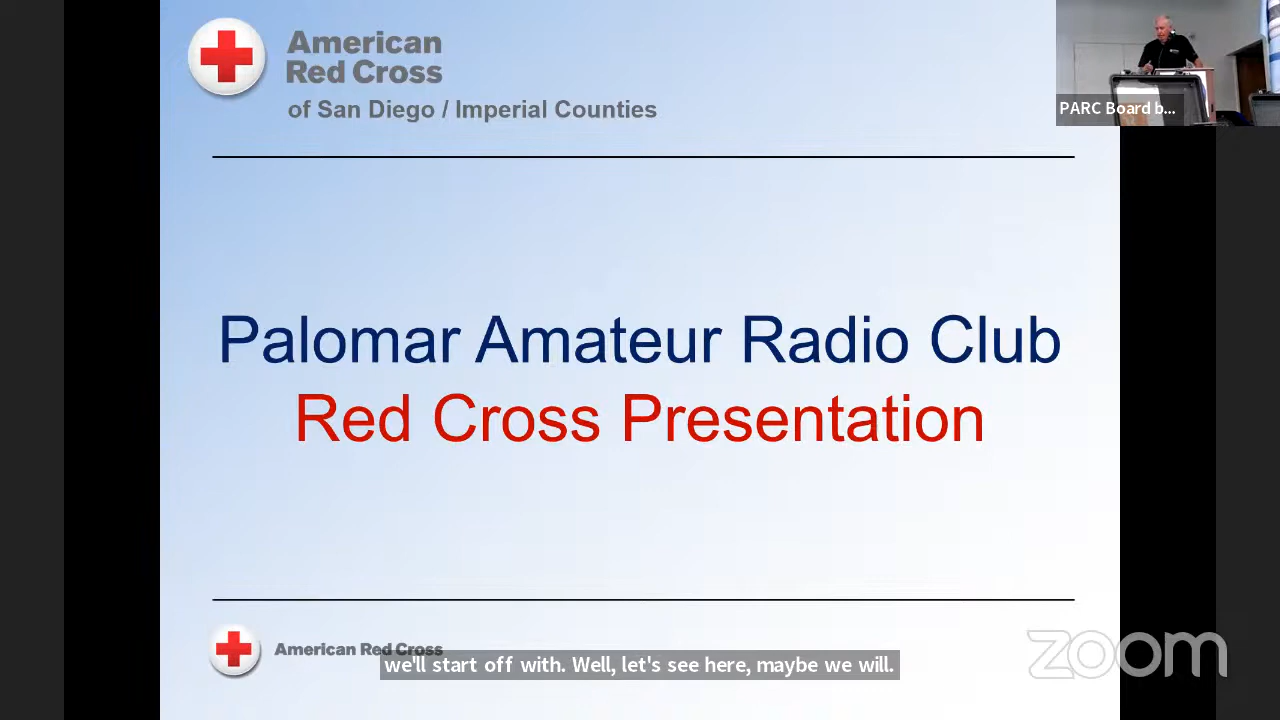 American
Red Cross
of San Diego / Imperial Counties
PARC Board b...
Palomar Amateur Radio Club
Red Cross Presentation
American Red Cross
we'll start off with. Well, let's see here, maybe we will.
zoom